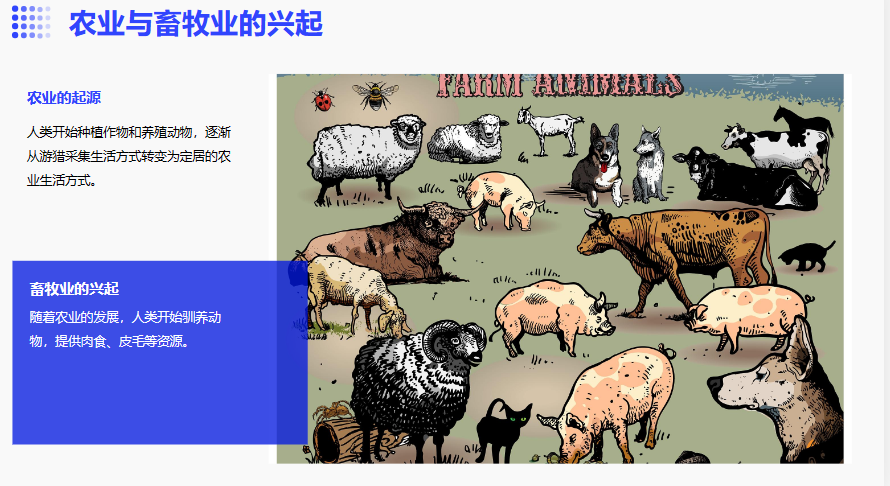 农业与畜牧业的兴起
农业的起源
人类开始种植作物和养殖动物，逐渐
从游猎采集生活方式转变为定居的农
业生活方式。
FARM ANIMALS
畜牧业的兴起
随着农业的发展，人类开始驯养动
物，提供肉食、皮毛等资源。